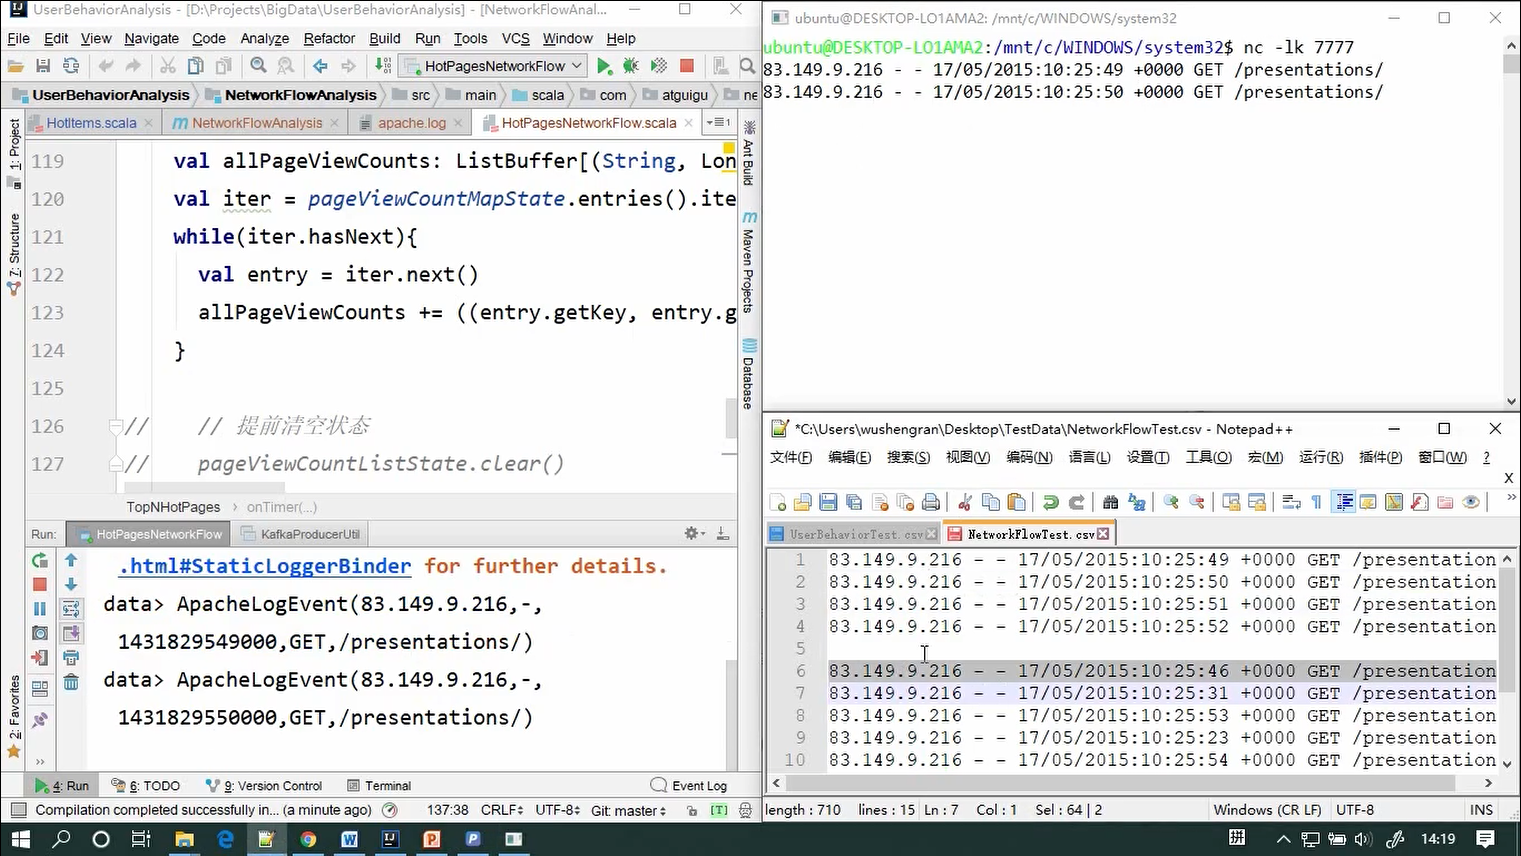 UserBehaviorAnalysis - [D:\Projects\BigData\UserBehaviorAnalysis] - [NetworkFlowAnal...
File Edit View Navigate Code Analyze Refactor Build Run Tools VCS Window Help
HotPagesNetworkFlow
UserBehaviorAnalysis NetworkFlowAnalysis src main scala com atguigu ne
HotItems.scala NetworkFlowAnalysis apache.log HotPagesNetworkFlow.scala
1: Project
7: Structure
2: Favorites
Ant Build
Maven Projects
Database
119 val allPageViewCounts: ListBuffer[(String, Lon
120 val iter = pageViewCountMapState.entries().ite
121 while(iter.hasNext){
122 val entry = iter.next()
123 allPageViewCounts += ((entry.getKey, entry.g
124 }
125
126 // // 提前清空状态
127 // pageViewCountListState.clear()
TopNHotPages onTimer(...)
Run: HotPagesNetworkFlow KafkaProducerUtil
.html#StaticLoggerBinder for further details.
data> ApacheLogEvent(83.149.9.216,-,
1431829549000,GET,/presentations/)
data> ApacheLogEvent(83.149.9.216,-,
1431829550000,GET,/presentations/)
4: Run 6: TODO 9: Version Control Terminal Event Log
Compilation completed successfully in... (a minute ago) 137:38 CRLF UTF-8 Git: master [T]
ubuntu@DESKTOP-LO1AMA2: /mnt/c/WINDOWS/system32
ubuntu@DESKTOP-LO1AMA2:/mnt/c/WINDOWS/system32$ nc -lk 7777
83.149.9.216 - - 17/05/2015:10:25:49 +0000 GET /presentations/
83.149.9.216 - - 17/05/2015:10:25:50 +0000 GET /presentations/
*C:\Users\wushengran\Desktop\TestData\NetworkFlowTest.csv - Notepad++
文件(F) 编辑(E) 搜索(S) 视图(V) 编码(N) 语言(L) 设置(T) 工具(O) 宏(M) 运行(R) 插件(P) 窗口(W) ?
X
UserBehaviorTest.csv NetworkFlowTest.csv
1 83.149.9.216 - - 17/05/2015:10:25:49 +0000 GET /presentation
2 83.149.9.216 - - 17/05/2015:10:25:50 +0000 GET /presentation
3 83.149.9.216 - - 17/05/2015:10:25:51 +0000 GET /presentation
4 83.149.9.216 - - 17/05/2015:10:25:52 +0000 GET /presentation
5
6 83.149.9.216 - - 17/05/2015:10:25:46 +0000 GET /presentation
7 83.149.9.216 - - 17/05/2015:10:25:31 +0000 GET /presentation
8 83.149.9.216 - - 17/05/2015:10:25:53 +0000 GET /presentation
9 83.149.9.216 - - 17/05/2015:10:25:23 +0000 GET /presentation
10 83.149.9.216 - - 17/05/2015:10:25:54 +0000 GET /presentation
length : 710 lines : 15 Ln : 7 Col : 1 Sel : 64 | 2 Windows (CR LF) UTF-8 INS
拼 14:19